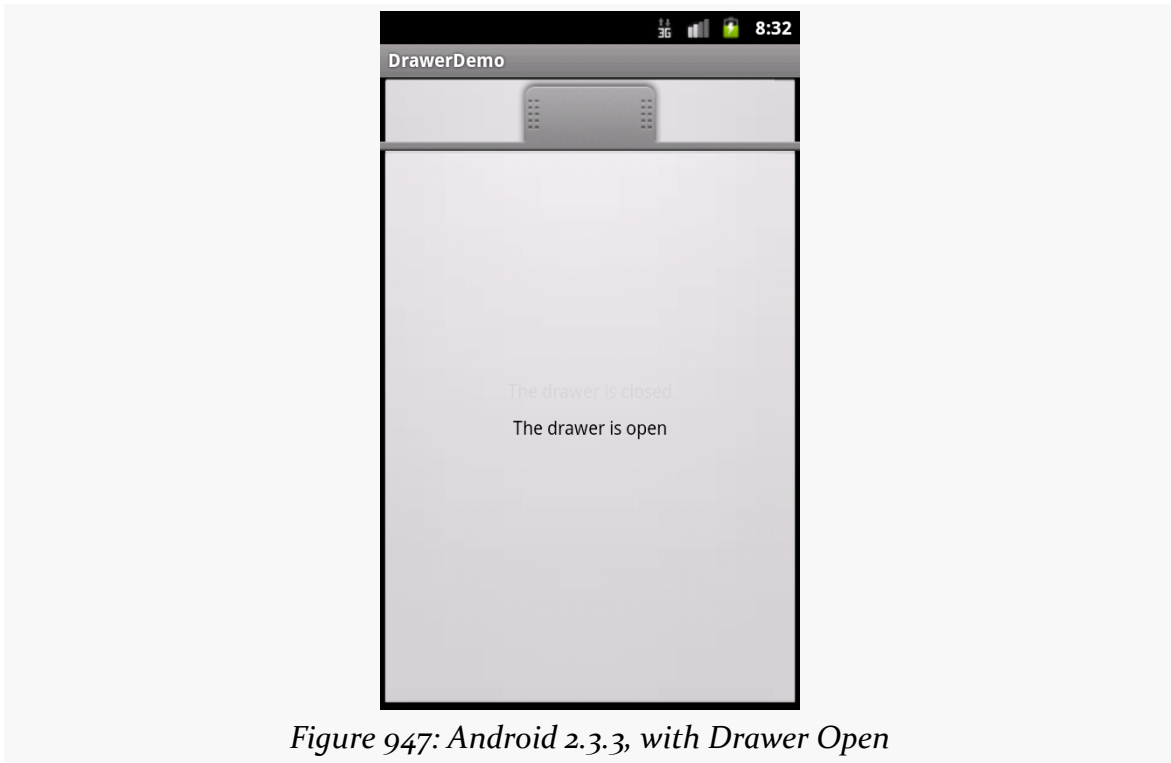 3G 8:32
DrawerDemo
The drawer is closed
The drawer is open
Figure 947: Android 2.3.3, with Drawer Open